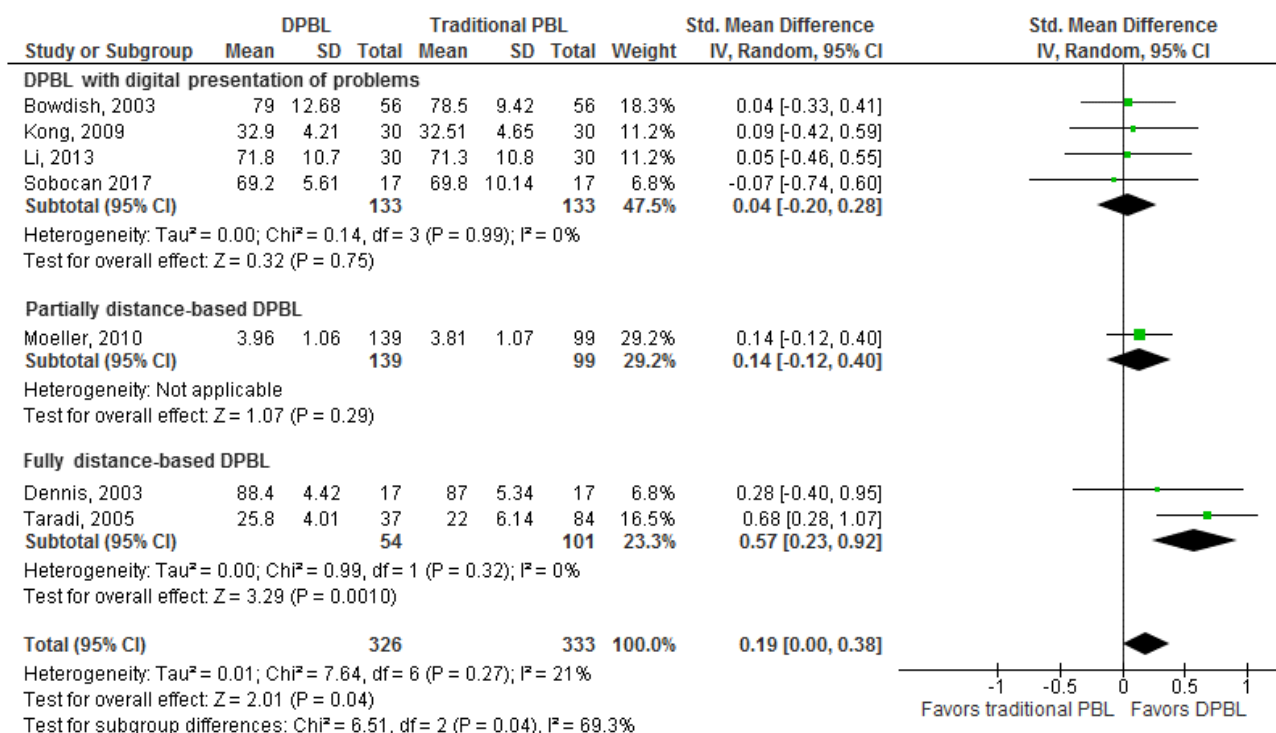 DPBL Traditional PBL Std. Mean Difference Std. Mean Difference
Study or Subgroup Mean SD Total Mean SD Total Weight IV, Random, 95% CI IV, Random, 95% CI
DPBL with digital presentation of problems
Bowdish, 2003 79 12.68 56 78.5 9.42 56 18.3% 0.04 [-0.33, 0.41]
Kong, 2009 32.9 4.21 30 32.51 4.65 30 11.2% 0.09 [-0.42, 0.59]
Li, 2013 71.8 10.7 30 71.3 10.8 30 11.2% 0.05 [-0.46, 0.55]
Sobocan 2017 69.2 5.61 17 69.8 10.14 17 6.8% -0.07 [-0.74, 0.60]
Subtotal (95% CI) 133 133 47.5% 0.04 [-0.20, 0.28]
Heterogeneity: Tau² = 0.00; Chi² = 0.14, df = 3 (P = 0.99); I² = 0%
Test for overall effect: Z = 0.32 (P = 0.75)
Partially distance-based DPBL
Moeller, 2010 3.96 1.06 139 3.81 1.07 99 29.2% 0.14 [-0.12, 0.40]
Subtotal (95% CI) 139 99 29.2% 0.14 [-0.12, 0.40]
Heterogeneity: Not applicable
Test for overall effect: Z = 1.07 (P = 0.29)
Fully distance-based DPBL
Dennis, 2003 88.4 4.42 17 87 5.34 17 6.8% 0.28 [-0.40, 0.95]
Taradi, 2005 25.8 4.01 37 22 6.14 84 16.5% 0.68 [0.28, 1.07]
Subtotal (95% CI) 54 101 23.3% 0.57 [0.23, 0.92]
Heterogeneity: Tau² = 0.00; Chi² = 0.99, df = 1 (P = 0.32); I² = 0%
Test for overall effect: Z = 3.29 (P = 0.0010)
Total (95% CI) 326 333 100.0% 0.19 [0.00, 0.38]
Heterogeneity: Tau² = 0.01; Chi² = 7.64, df = 6 (P = 0.27); I² = 21%
Test for overall effect: Z = 2.01 (P = 0.04)
Test for subgroup differences: Chi² = 6.51, df = 2 (P = 0.04), I² = 69.3%
-1 -0.5 0 0.5 1
Favors traditional PBL Favors DPBL